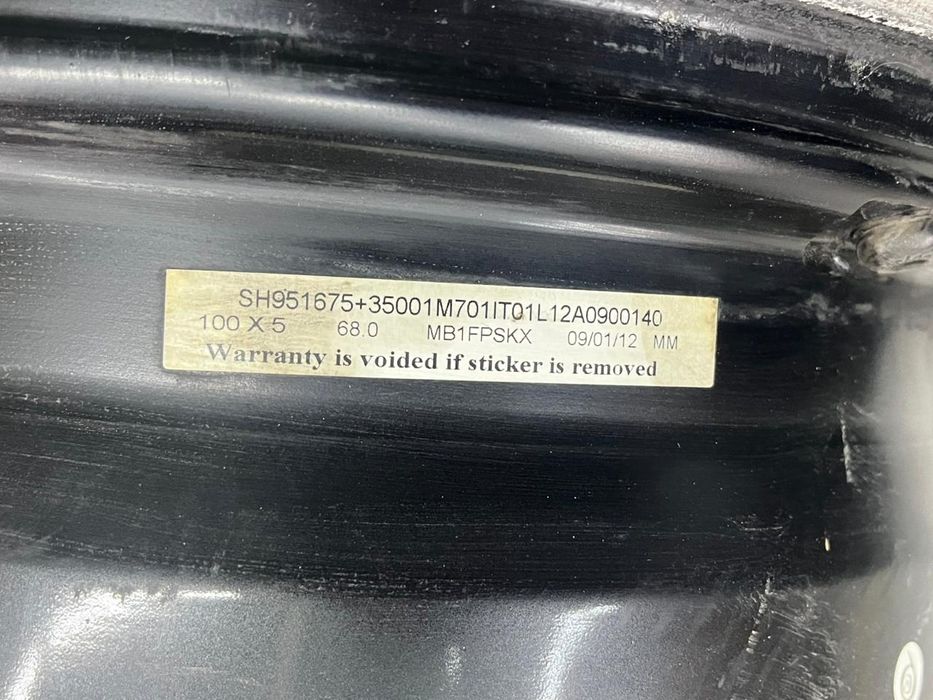 SH951675+35001M701IT01L12A0900140
100 X 5 68.0 MB1FPSKX 09/01/12 MM
Warranty is voided if sticker is removed